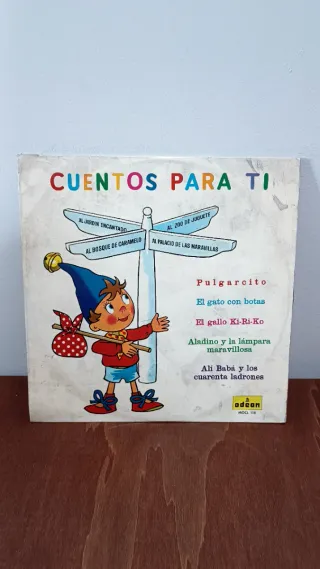 CUENTOS PARA TI
AL JARDIN ENCANTADO
AL ZOO DE JUGUETE
AL BOSQUE DE CARAMELO
AL PALACIO DE LAS MARAVILLAS
Pulgarcito
El gato con botas
El gallo Ki-Ri-Ko
Aladino y la lámpara
maravillosa
Alí Babá y los
cuarenta ladrones
odeon